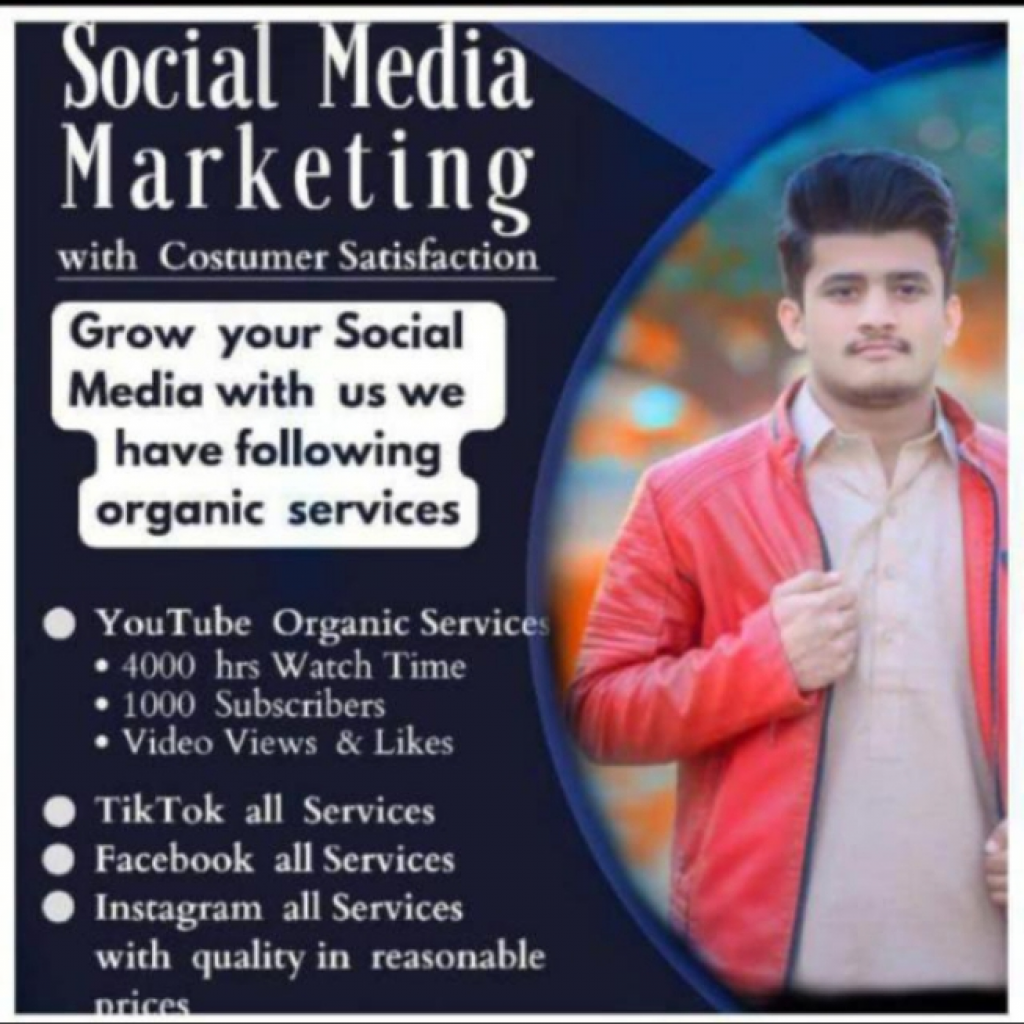 Social Media
Marketing
with Costumer Satisfaction
Grow your Social
Media with us we
have following
organic services
YouTube Organic Services
• 4000 hrs Watch Time
• 1000 Subscribers
• Video Views & Likes
TikTok all Services
Facebook all Services
Instagram all Services
with quality in reasonable
prices